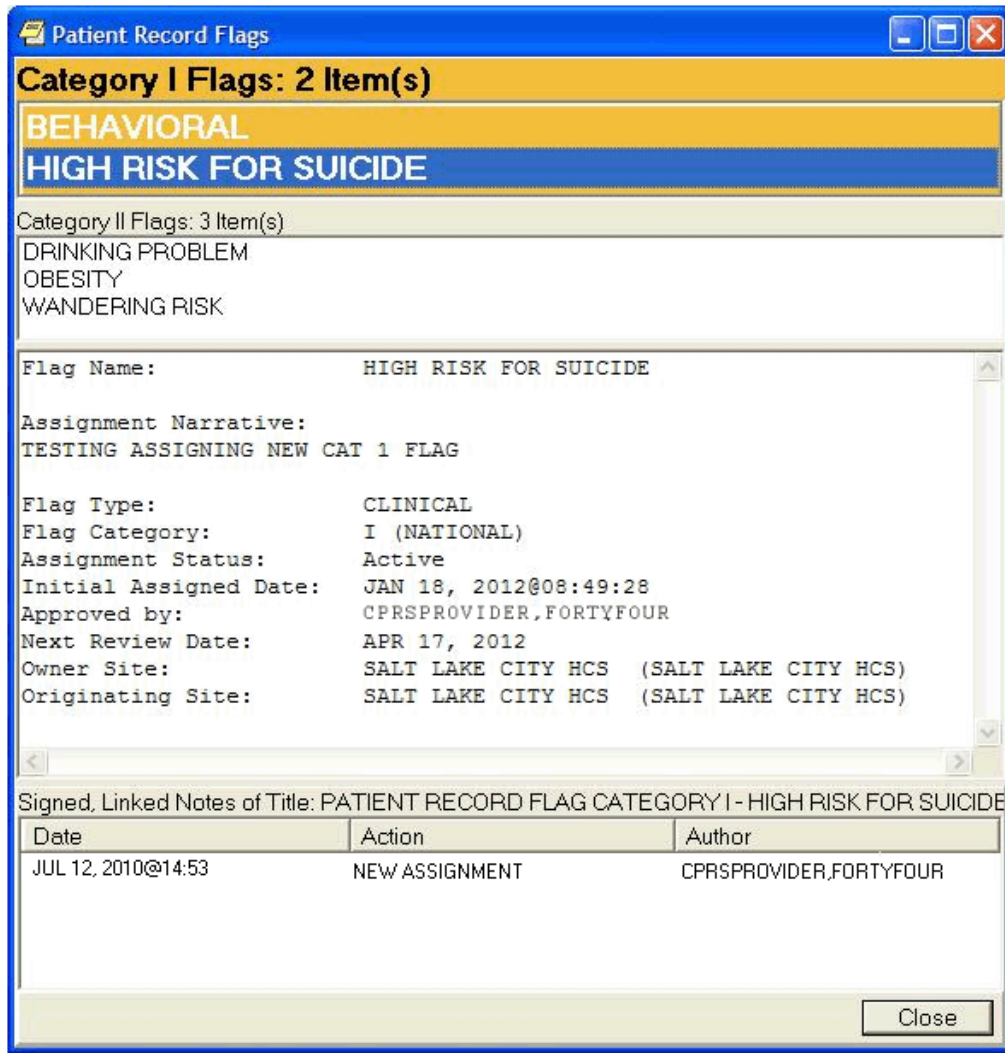 Patient Record Flags
Category I Flags: 2 Item(s)
BEHAVIORAL
HIGH RISK FOR SUICIDE
Category II Flags: 3 Item(s)
DRINKING PROBLEM
OBESITY
WANDERING RISK
Flag Name: HIGH RISK FOR SUICIDE
Assignment Narrative:
TESTING ASSIGNING NEW CAT 1 FLAG
Flag Type: CLINICAL
Flag Category: I (NATIONAL)
Assignment Status: Active
Initial Assigned Date: JAN 18, 2012@08:49:28
Approved by: CPRSPROVIDER,FORTYFOUR
Next Review Date: APR 17, 2012
Owner Site: SALT LAKE CITY HCS (SALT LAKE CITY HCS)
Originating Site: SALT LAKE CITY HCS (SALT LAKE CITY HCS)
Signed, Linked Notes of Title: PATIENT RECORD FLAG CATEGORY I - HIGH RISK FOR SUICIDE
Date Action Author
JUL 12, 2010@14:53 NEW ASSIGNMENT CPRSPROVIDER,FORTYFOUR
Close